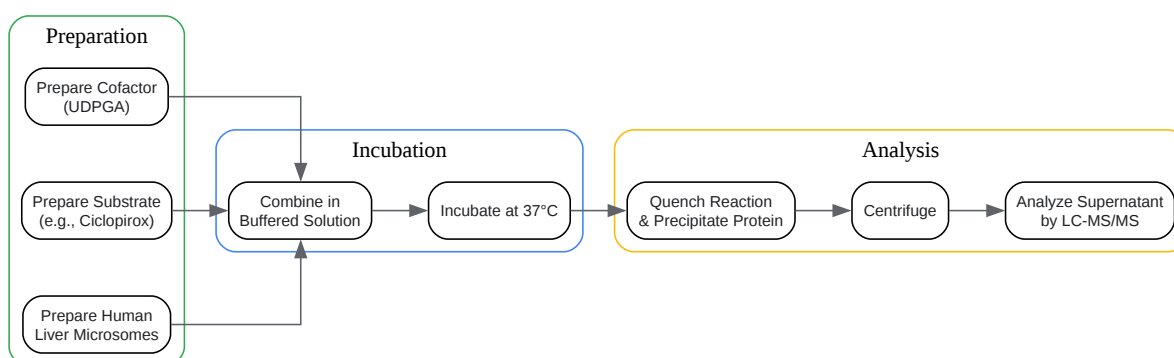 Preparation
Prepare Cofactor
(UDPGA)
Prepare Substrate
(e.g., Ciclopirox)
Prepare Human
Liver Microsomes
Incubation
Combine in
Buffered Solution
Incubate at 37°C
Analysis
Quench Reaction
& Precipitate Protein
Centrifuge
Analyze Supernatant
by LC-MS/MS